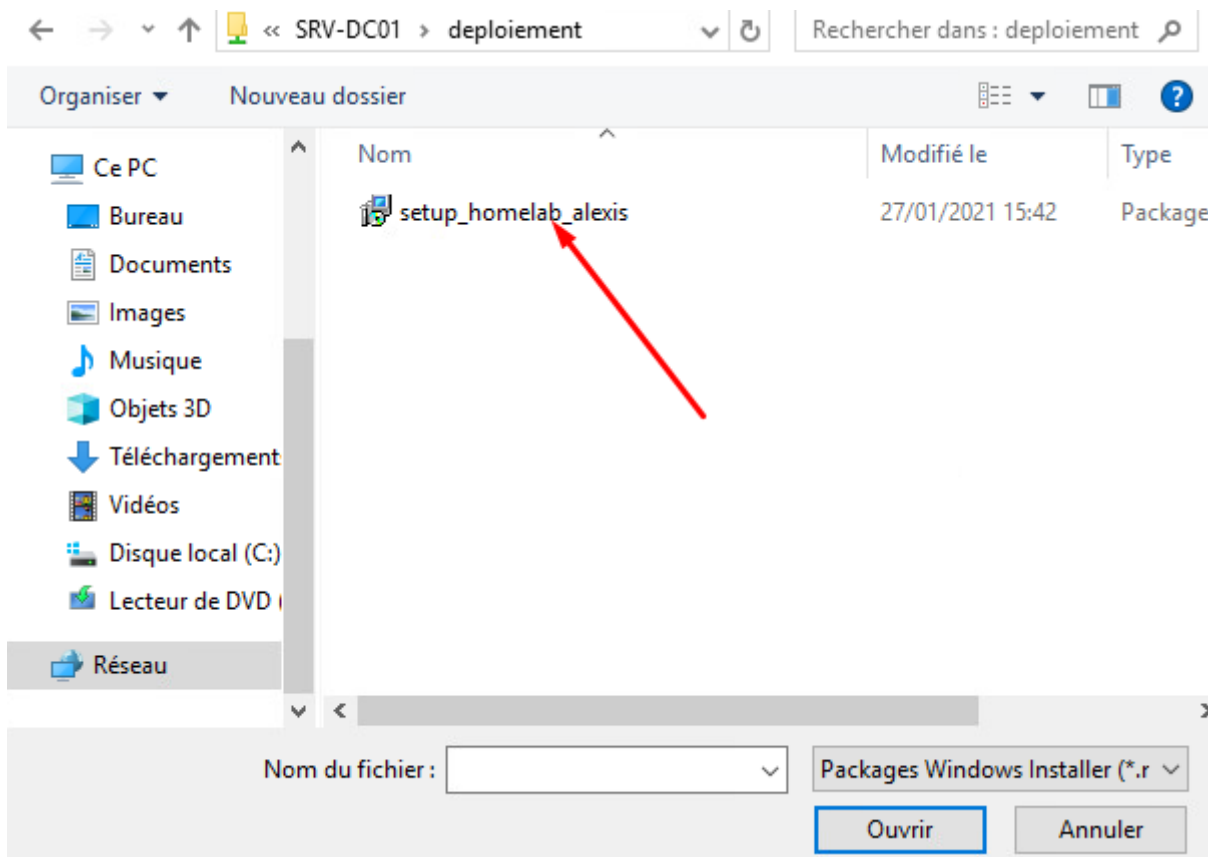 « SRV-DC01 > deploiement
Rechercher dans : deploiement
Organiser
Nouveau dossier
Nom
Modifié le
Type
Ce PC
Bureau
Documents
Images
Musique
Objets 3D
Téléchargement
Vidéos
Disque local (C:)
Lecteur de DVD (
Réseau
setup_homelab_alexis
27/01/2021 15:42
Package
Nom du fichier :
Packages Windows Installer (*.r
Ouvrir
Annuler